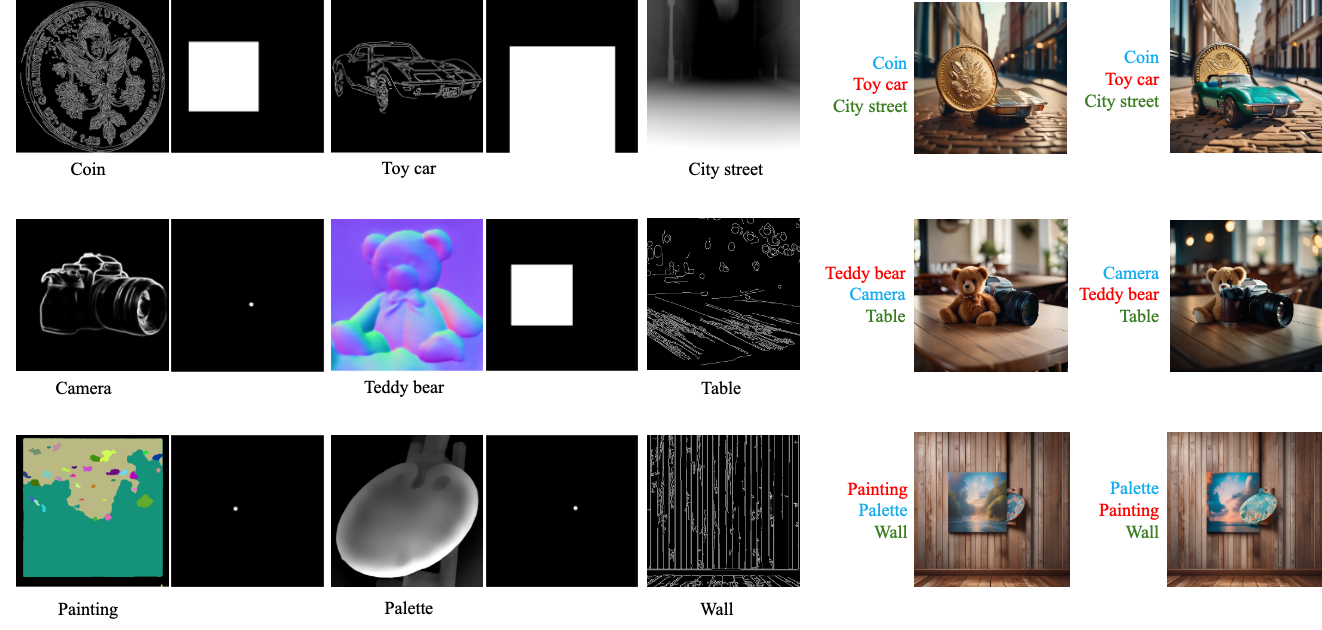 Coin
Toy car
City street
Coin
Toy car
City street
Coin
Toy car
City street
Teddy bear
Camera
Table
Camera
Teddy bear
Table
Camera
Teddy bear
Table
Painting
Palette
Wall
Palette
Painting
Wall
Painting
Palette
Wall